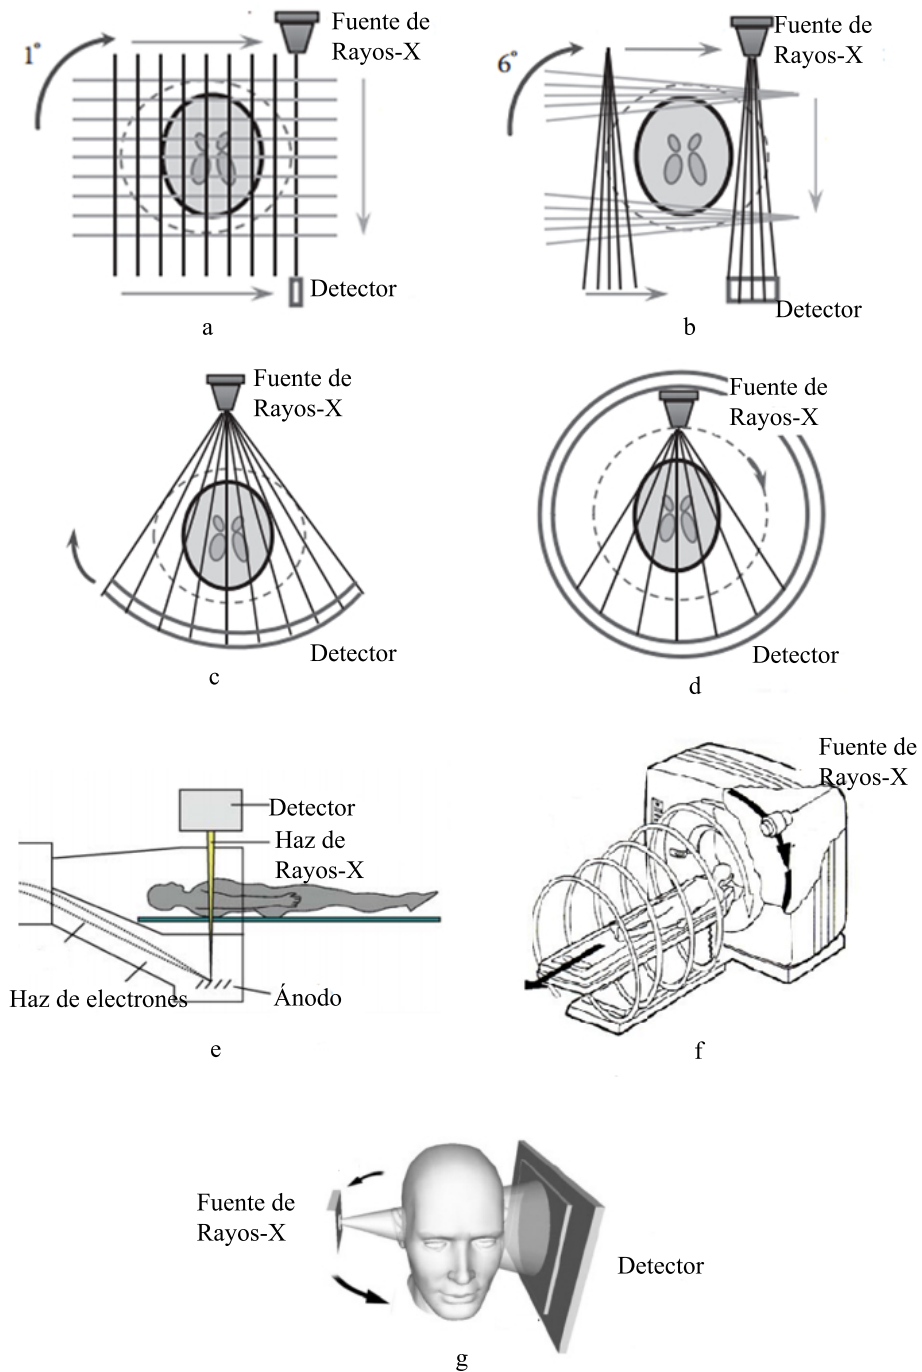 Fuente de
Rayos-X
1°
Detector
a
Fuente de
Rayos-X
6°
Detector
b
Fuente de
Rayos-X
Detector
c
Fuente de
Rayos-X
Detector
d
Detector
Haz de
Rayos-X
Haz de electrones
Ánodo
e
Fuente de
Rayos-X
f
Fuente de
Rayos-X
Detector
g